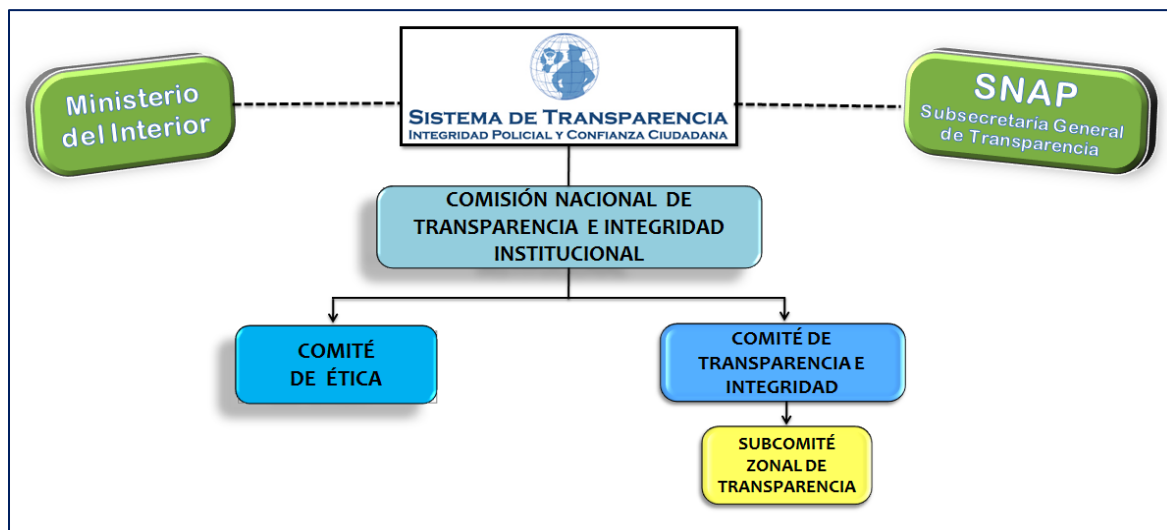 Ministerio
del Interior
SISTEMA DE TRANSPARENCIA
INTEGRIDAD POLICIAL Y CONFIANZA CIUDADANA
SNAP
Subsecretaría General
de Transparencia
COMISIÓN NACIONAL DE
TRANSPARENCIA E INTEGRIDAD
INSTITUCIONAL
COMITÉ
DE ÉTICA
COMITÉ DE
TRANSPARENCIA E
INTEGRIDAD
SUBCOMITÉ
ZONAL DE
TRANSPARENCIA